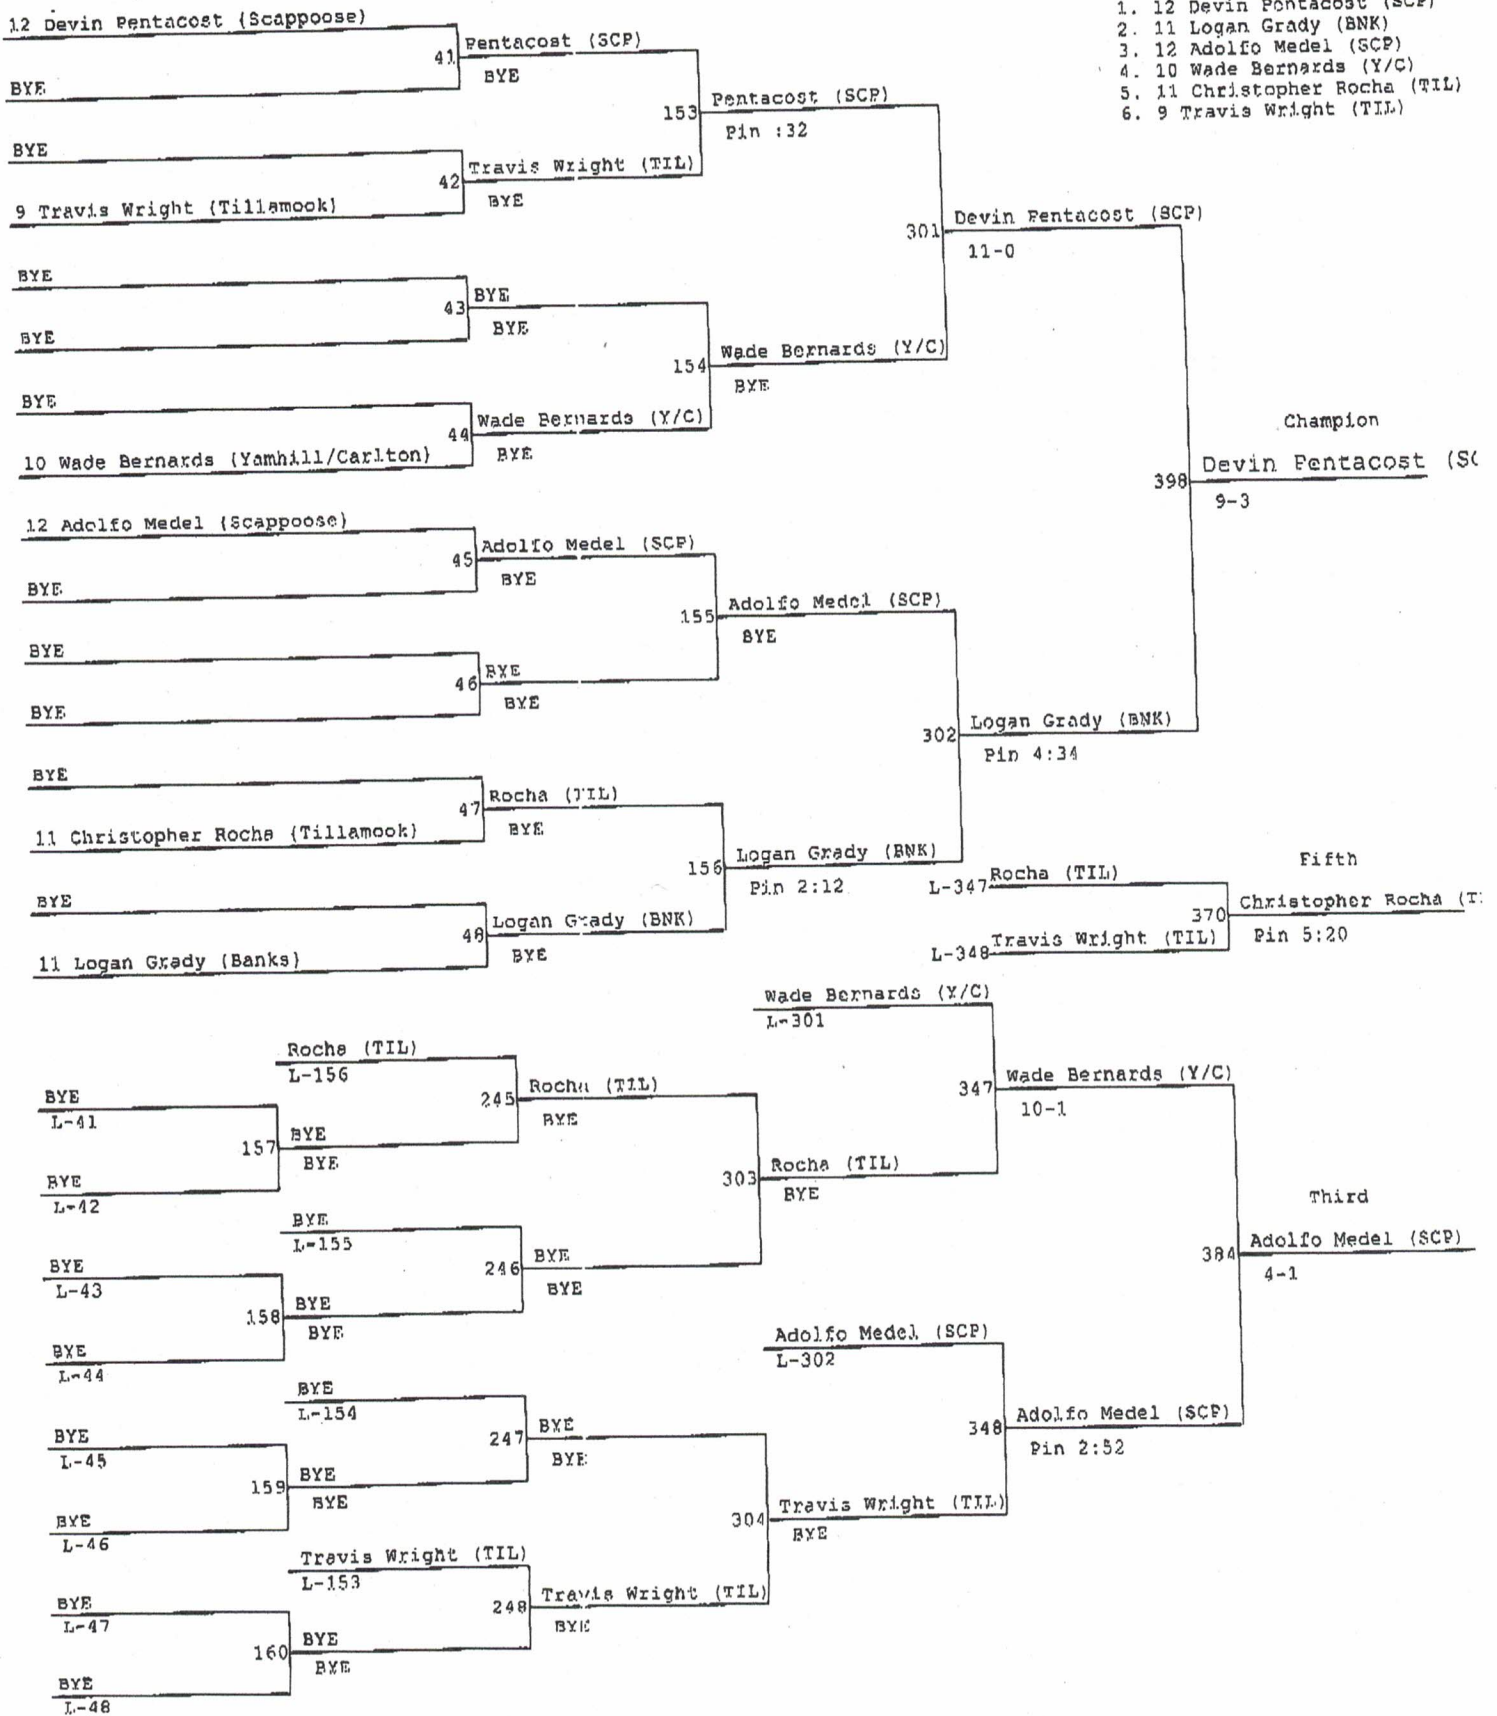 1. 12 Devin Pentacost (SCP)
2. 11 Logan Grady (BNK)
3. 12 Adolfo Medel (SCP)
4. 10 Wade Bernards (Y/C)
5. 11 Christopher Rocha (TIL)
6. 9 Travis Wright (TIL)
12 Devin Pentacost (Scappoose)
41
Pentacost (SCP)
BYE
BYE
153
Pentacost (SCP)
Pin :32
BYE
42
Travis Wright (TIL)
BYE
9 Travis Wright (Tillamook)
301
Devin Pentacost (SCP)
11-0
BYE
43
BYE
BYE
BYE
154
Wade Bernards (Y/C)
BYE
BYE
44
Wade Bernards (Y/C)
BYE
10 Wade Bernards (Yamhill/Carlton)
Champion
398
Devin Pentacost (SC
9-3
12 Adolfo Medel (Scappoose)
45
Adolfo Medel (SCP)
BYE
BYE
155
Adolfo Medel (SCP)
BYE
BYE
46
BYE
BYE
BYE
302
Logan Grady (BNK)
Pin 4:34
BYE
47
Rocha (TIL)
BYE
11 Christopher Rocha (Tillamook)
156
Logan Grady (BNK)
Pin 2:12
BYE
48
Logan Grady (BNK)
BYE
11 Logan Grady (Banks)
Fifth
L-347
Rocha (TIL)
370
Christopher Rocha (T
Pin 5:20
L-348
Travis Wright (TIL)
Wade Bernards (Y/C)
L-301
Rocha (TIL)
L-156
245
Rocha (TIL)
BYE
347
Wade Bernards (Y/C)
10-1
BYE
L-41
157
BYE
BYE
BYE
L-42
303
Rocha (TIL)
BYE
Third
BYE
L-155
246
BYE
BYE
384
Adolfo Medel (SCP)
4-1
BYE
L-43
158
BYE
BYE
BYE
L-44
Adolfo Medel (SCP)
L-302
BYE
L-154
247
BYE
BYE
348
Adolfo Medel (SCP)
Pin 2:52
BYE
L-45
159
BYE
BYE
BYE
L-46
304
Travis Wright (TIL)
BYE
Travis Wright (TIL)
L-153
248
Travis Wright (TIL)
BYE
BYE
L-47
160
BYE
BYE
BYE
L-48